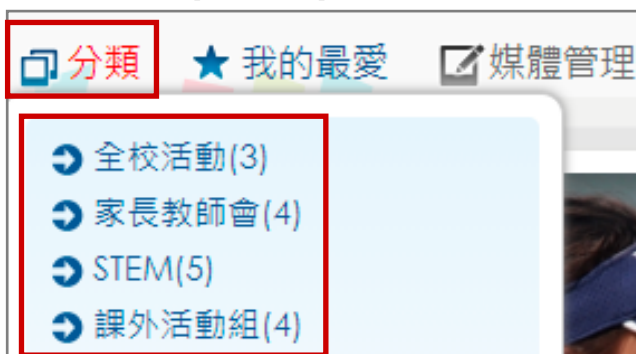 分類 我的最愛 媒體管理
全校活動(3)
家長教師會(4)
STEM(5)
課外活動組(4)